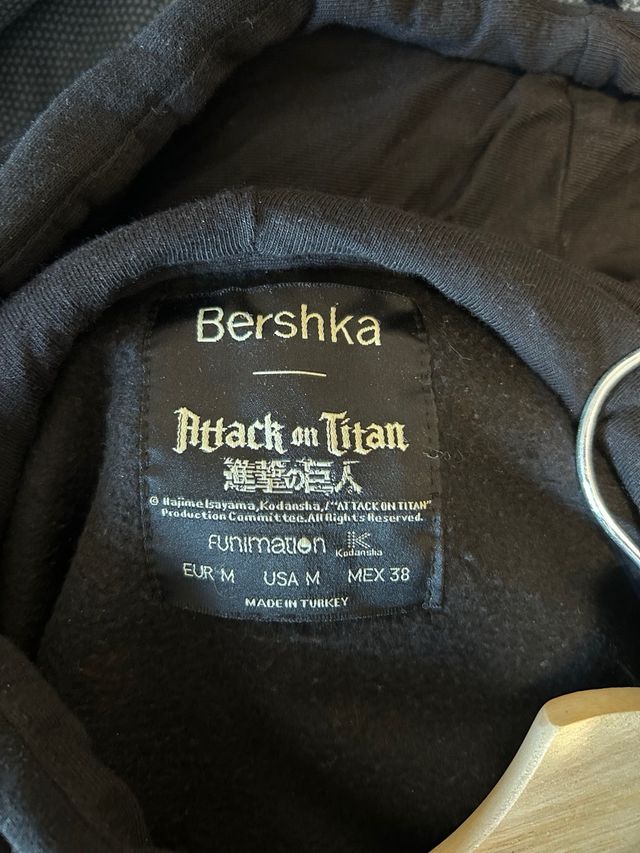 Bershka
Attack on Titan
進撃の巨人
© Hajime Isayama, Kodansha,/"ATTACK ON TITAN"
Production Committee. All Rights Reserved.
Funimation K Kodansha
EUR M USA M MEX 38
MADE IN TURKEY